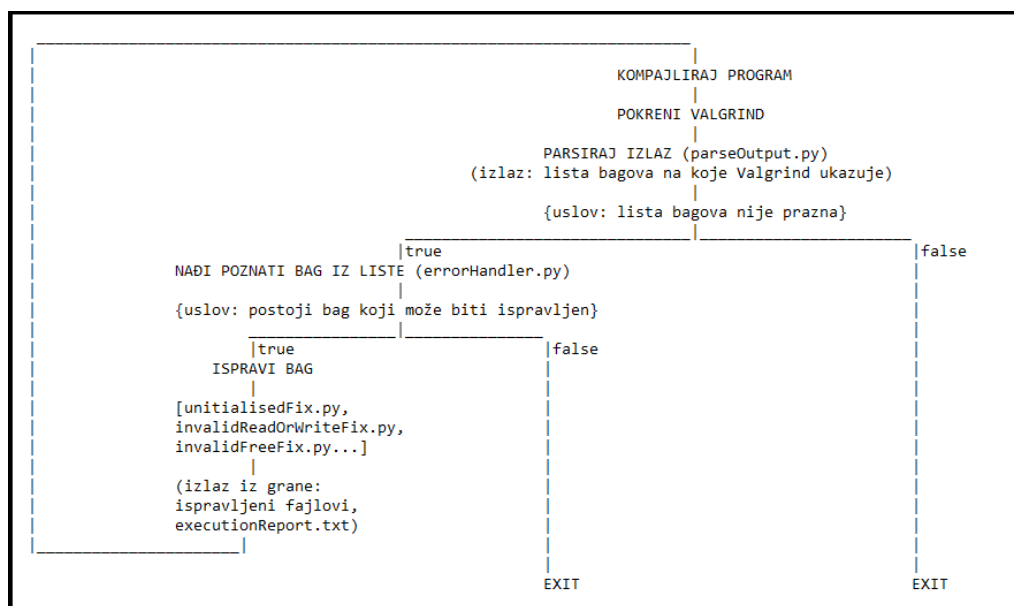 KOMPAJLIRAJ PROGRAM
POKRENI VALGRIND
PARSIRAJ IZLAZ (parseOutput.py)
(izlaz: lista bagova na koje Valgrind ukazuje)
{uslov: lista bagova nije prazna}
true
false
NAĐI POZNATI BAG IZ LISTE (errorHandler.py)
{uslov: postoji bag koji može biti ispravljen}
true
false
ISPRAVI BAG
[unitialisedFix.py,
invalidReadOrWriteFix.py,
invalidFreeFix.py...]
(izlaz iz grane:
ispravljeni fajlovi,
executionReport.txt)
EXIT
EXIT